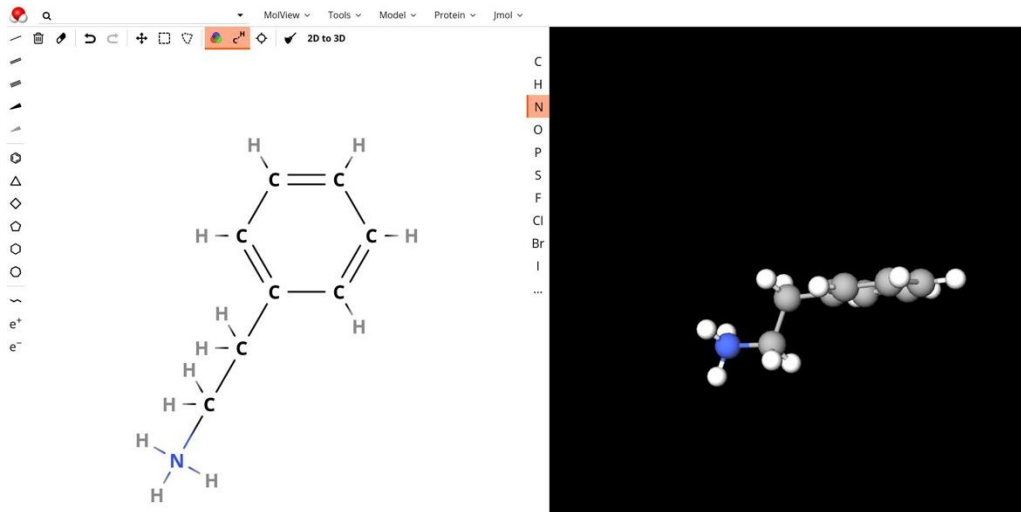 MolView Tools Model Protein Jmol
C H 2D to 3D
C
H
N
O
P
S
F
Cl
Br
I
...
e+
e−
H H
C C
H C C H
C C
H H
H C
H
H C
H
N H
H